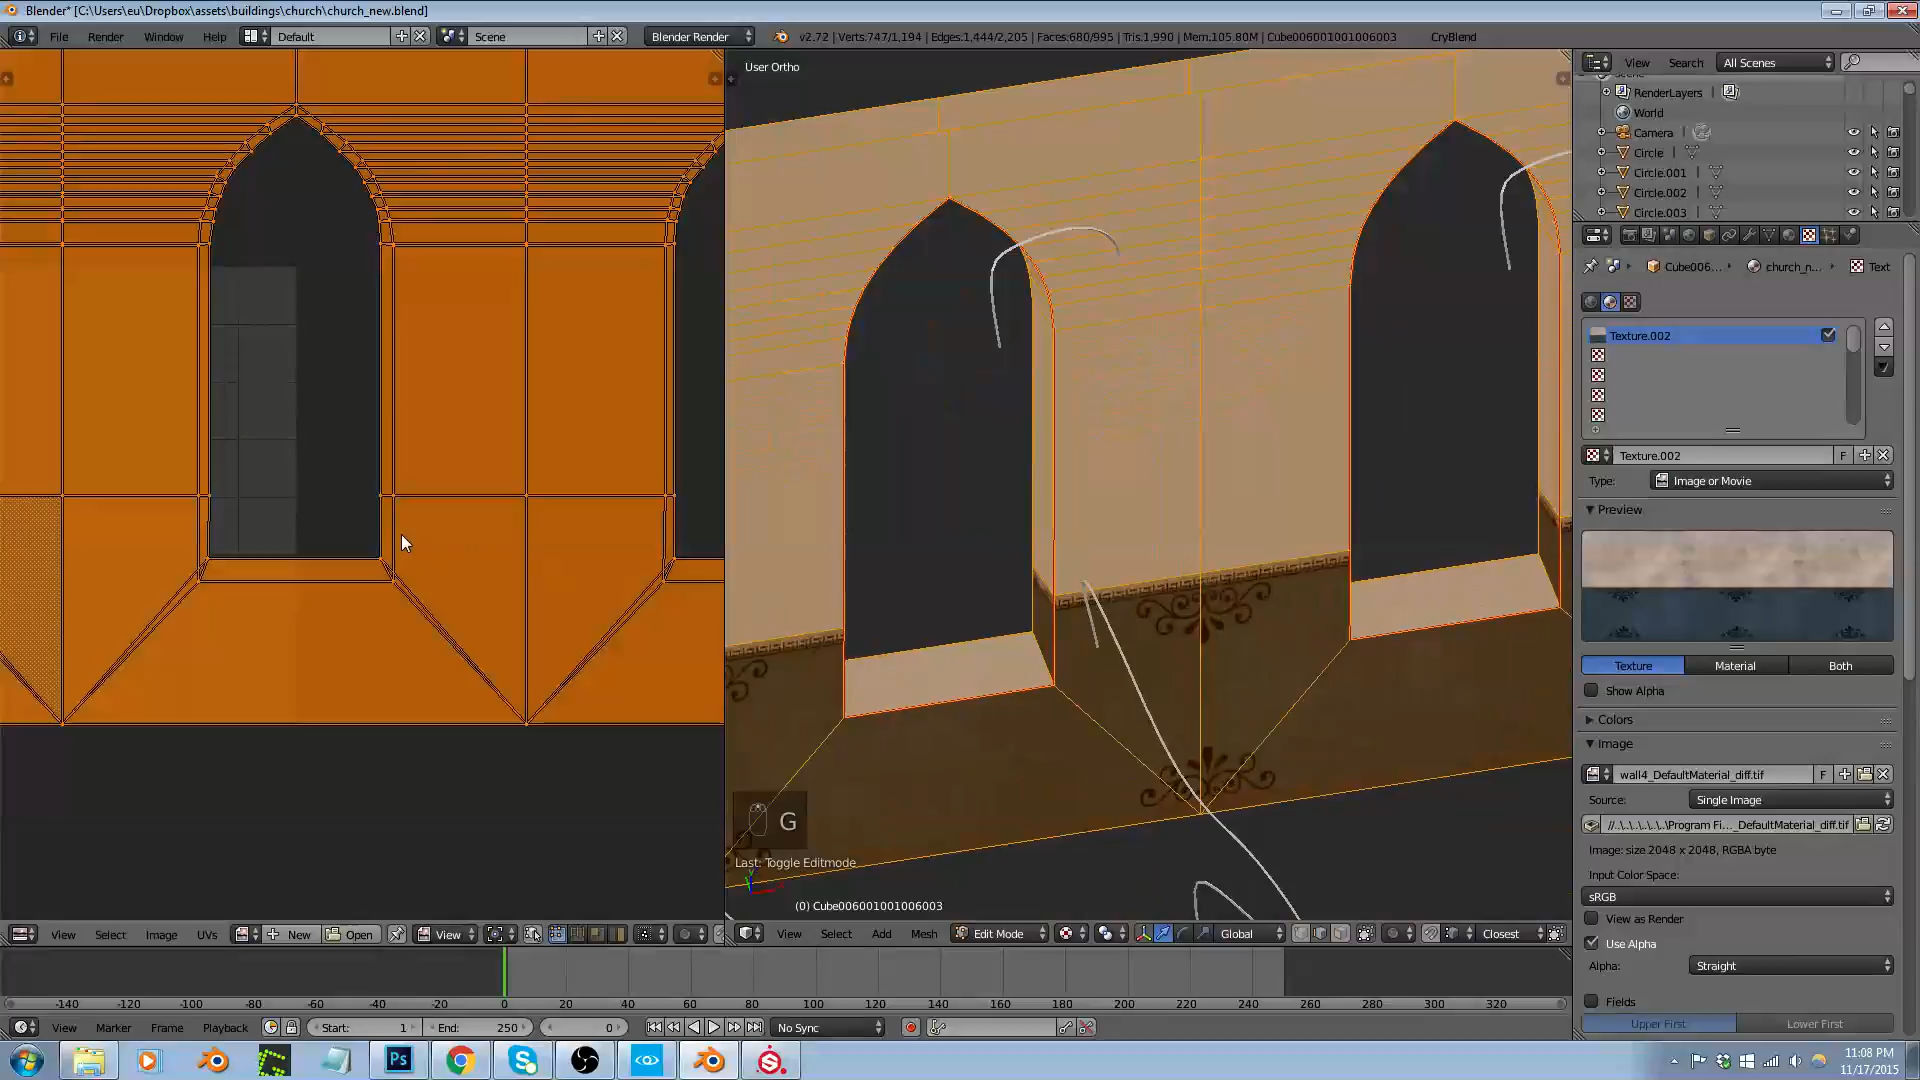 Blender* [C:\Users\eu\Dropbox\assets\buildings\church\church_new.blend]
File Render Window Help Default Scene Blender Render v2.72 | Verts:747/1,194 | Edges:1,444/2,205 | Faces:680/995 | Tris:1,990 | Mem:105.80M | Cube006001001006003 CryBlend
User Ortho
View Search All Scenes
RenderLayers
World
Camera
Circle
Circle.001
Circle.002
Circle.003
Cube006... church_n... Text
Texture.002
Texture.002 F
Type: Image or Movie
Preview
Texture Material Both
Show Alpha
Colors
Image
wall4_DefaultMaterial_diff.tif F
Source: Single Image
//..\..\..\..\..\..\Program Fi..._DefaultMaterial_diff.tif
Image: size 2048 x 2048, RGBA byte
Input Color Space:
sRGB
View as Render
Use Alpha
Alpha: Straight
Fields
Upper First Lower First
G
Last: Toggle Editmode
(0) Cube006001001006003
View Select Image UVs New Open View
View Select Add Mesh Edit Mode Global Closest
-140 -120 -100 -80 -60 -40 -20 0 20 40 60 80 100 120 140 160 180 200 220 240 260 280 300 320
View Marker Frame Playback Start: 1 End: 250 0 No Sync
Ps
11:08 PM
11/17/2015